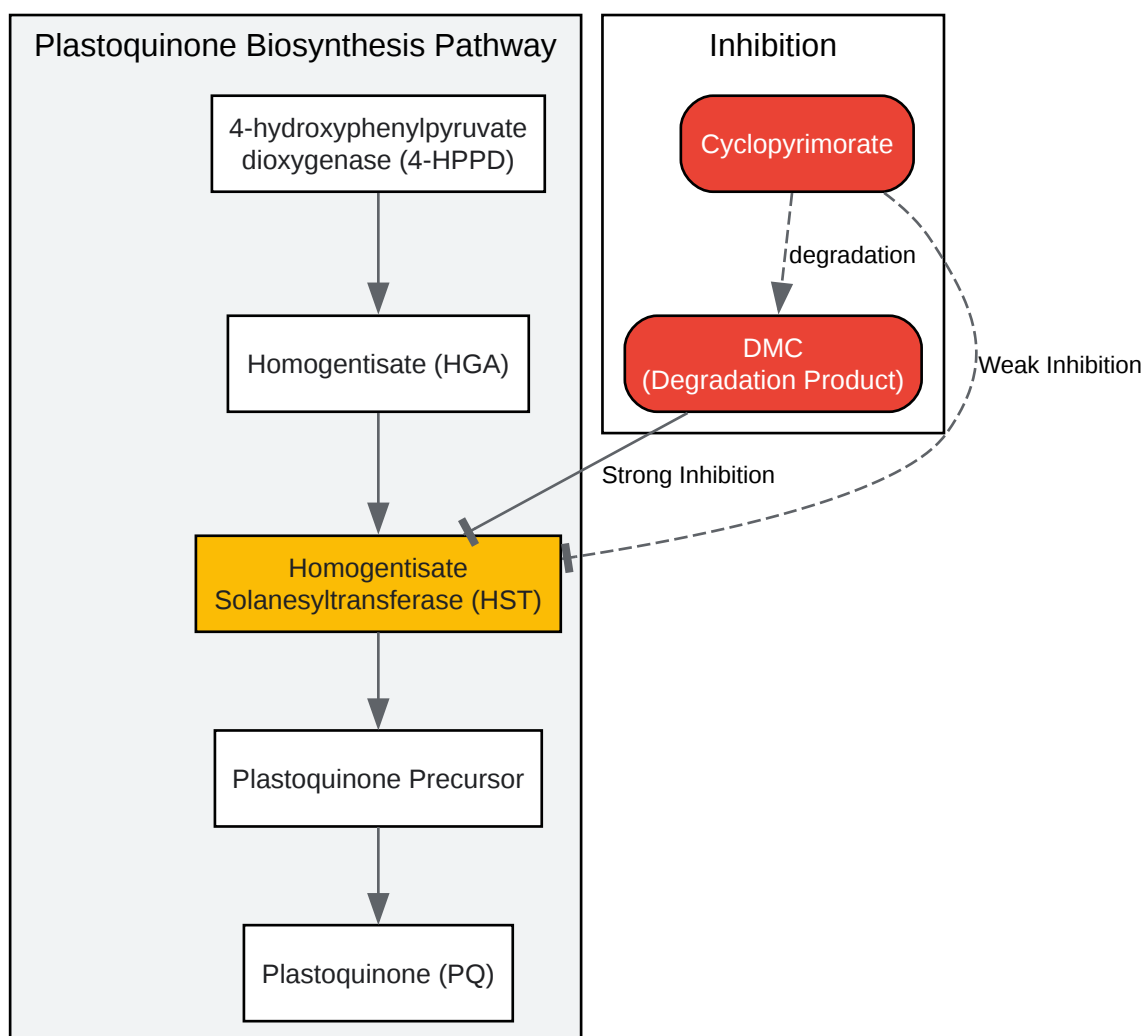 Plastoquinone Biosynthesis Pathway
4-hydroxyphenylpyruvate
dioxygenase (4-HPPD)
Homogentisate (HGA)
Homogentisate
Solanesyltransferase (HST)
Plastoquinone Precursor
Plastoquinone (PQ)
Inhibition
Cyclopyrimorate
degradation
DMC
(Degradation Product)
Weak Inhibition
Strong Inhibition